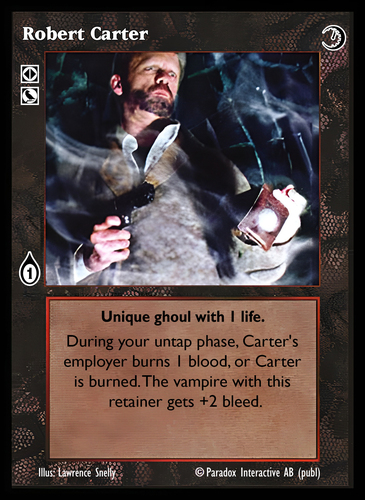 Robert Carter
1
Unique ghoul with 1 life.
During your untap phase, Carter's
employer burns 1 blood, or Carter
is burned. The vampire with this
retainer gets +2 bleed.
Illus: Lawrence Snelly © Paradox Interactive AB (publ)